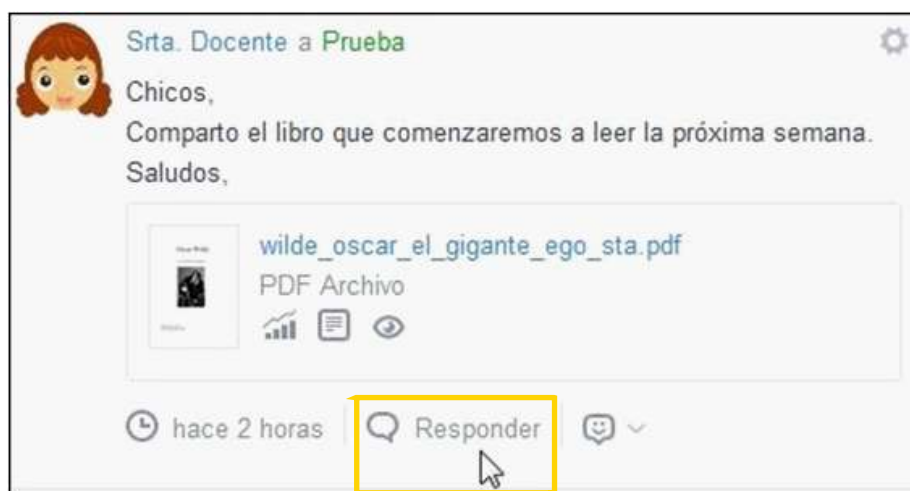 Srta. Docente a Prueba
Chicos,
Comparto el libro que comenzaremos a leer la próxima semana.
Saludos,
wilde_oscar_el_gigante_ego_sta.pdf
PDF Archivo
hace 2 horas Responder